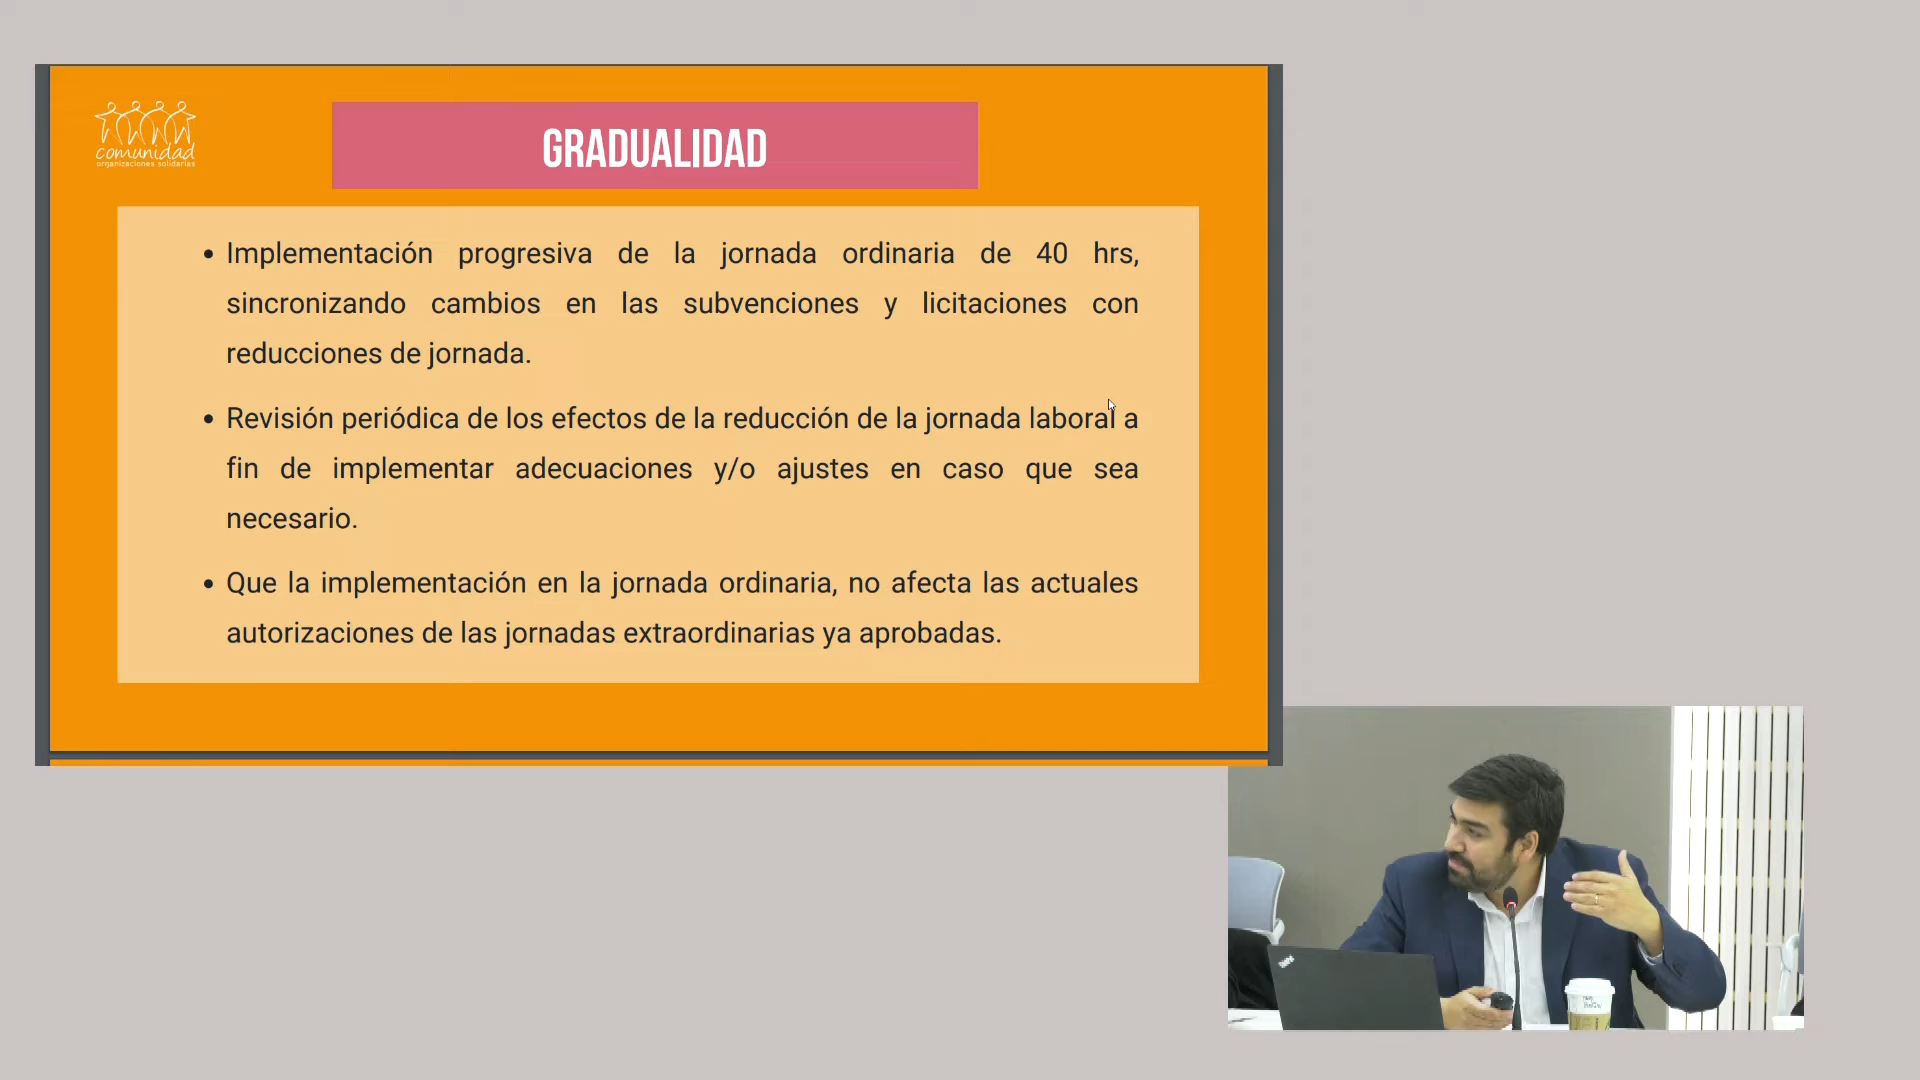 comunidad
organizaciones solidarias
GRADUALIDAD
• Implementación progresiva de la jornada ordinaria de 40 hrs,
sincronizando cambios en las subvenciones y licitaciones con
reducciones de jornada.
• Revisión periódica de los efectos de la reducción de la jornada laboral a
fin de implementar adecuaciones y/o ajustes en caso que sea
necesario.
• Que la implementación en la jornada ordinaria, no afecta las actuales
autorizaciones de las jornadas extraordinarias ya aprobadas.